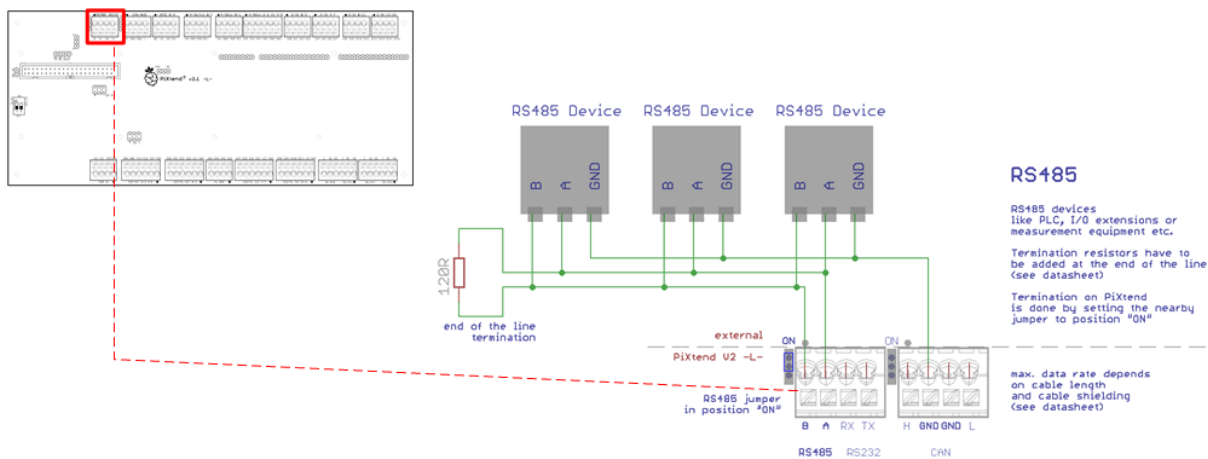 PiXtend® v2.1 -L-
RS485 Device
RS485 Device
RS485 Device
B
A
GND
B
A
GND
B
A
GND
120R
end of the line
termination
external
PiXtend V2 -L-
ON
ON
RS485 jumper
in position "ON"
B A RX TX
H GND GND L
RS485 RS232
CAN
RS485
RS485 devices
like PLC, I/O extensions or
measurement equipment etc.
Termination resistors have to
be added at the end of the line
(see datasheet)
Termination on PiXtend
is done by setting the nearby
jumper to position "ON"
max. data rate depends
on cable length
and cable shielding
(see datasheet)